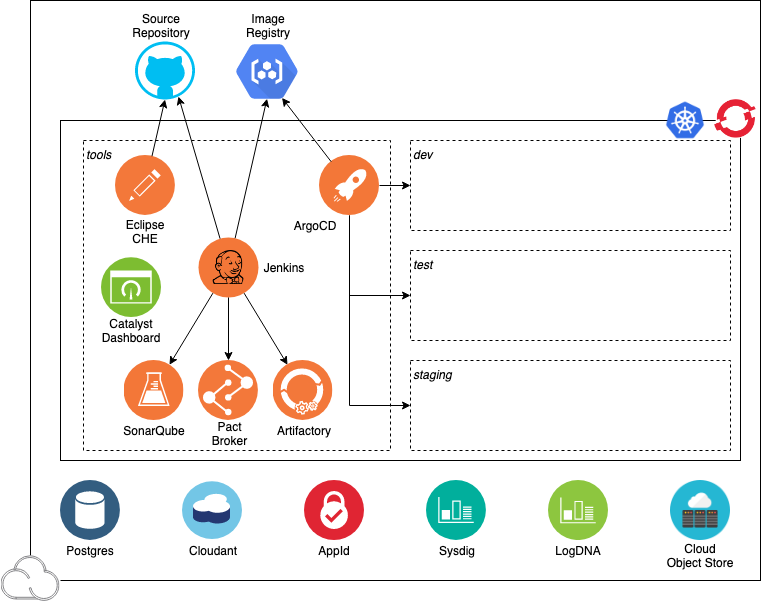 Source
Repository
Image
Registry
tools
dev
Eclipse
CHE
ArgoCD
Jenkins
test
Catalyst
Dashboard
staging
SonarQube
Pact
Broker
Artifactory
Postgres
Cloudant
AppId
Sysdig
LogDNA
Cloud
Object Store